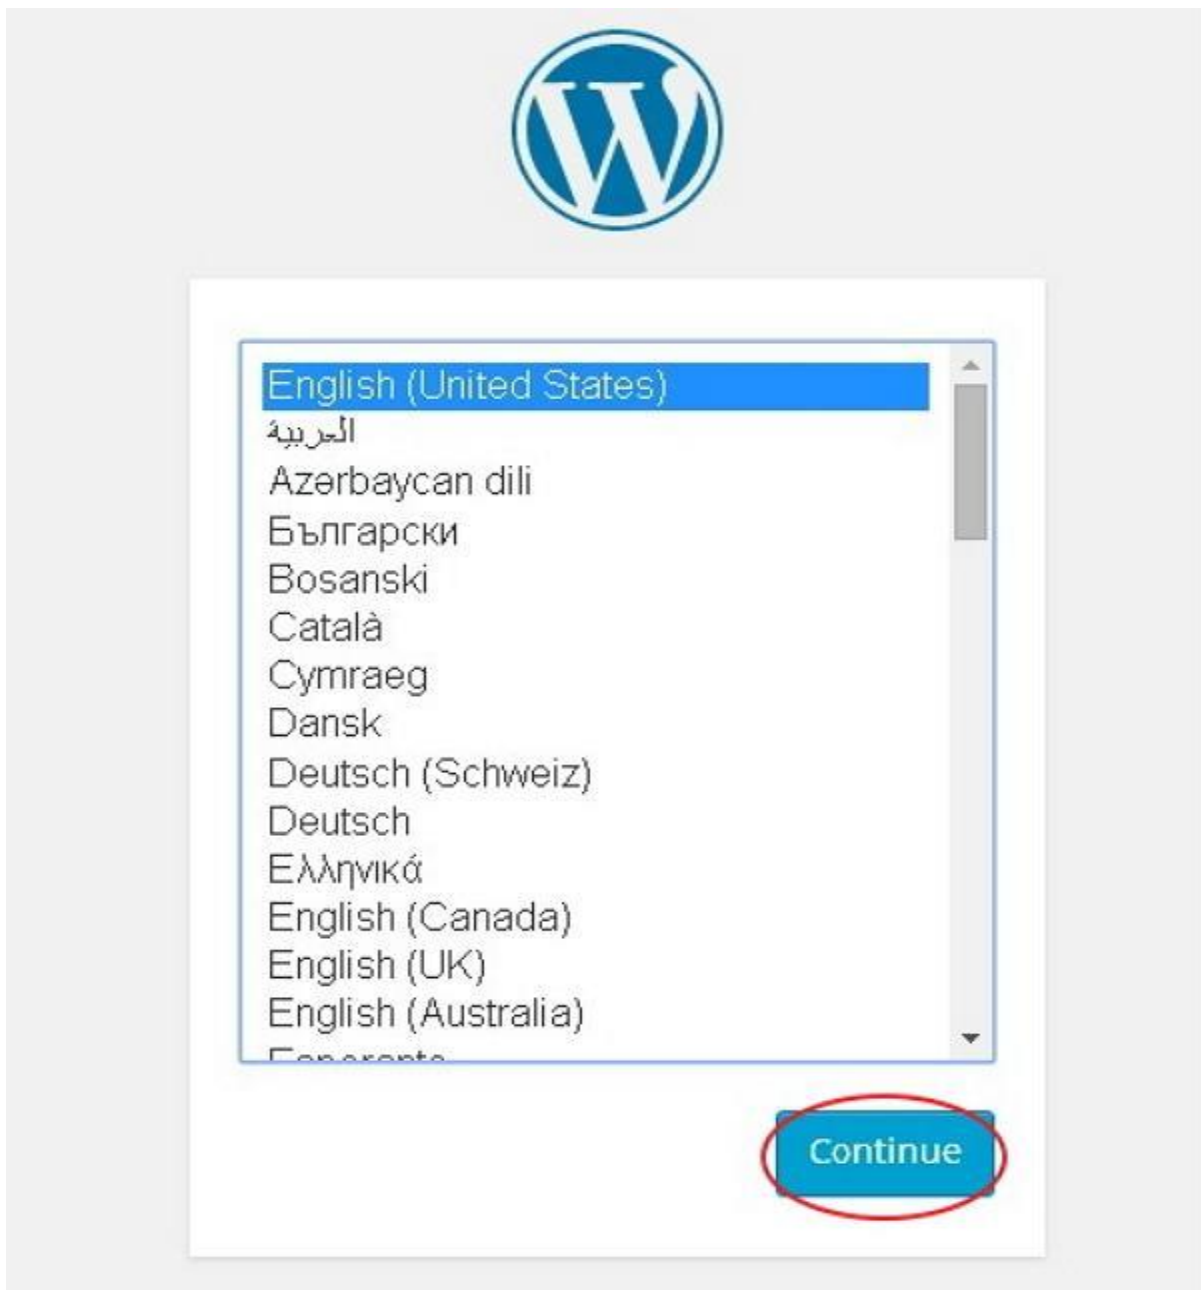 English (United States)
العربية
Azərbaycan dili
Български
Bosanski
Català
Cymraeg
Dansk
Deutsch (Schweiz)
Deutsch
Ελληνικά
English (Canada)
English (UK)
English (Australia)
Esperanto
Continue